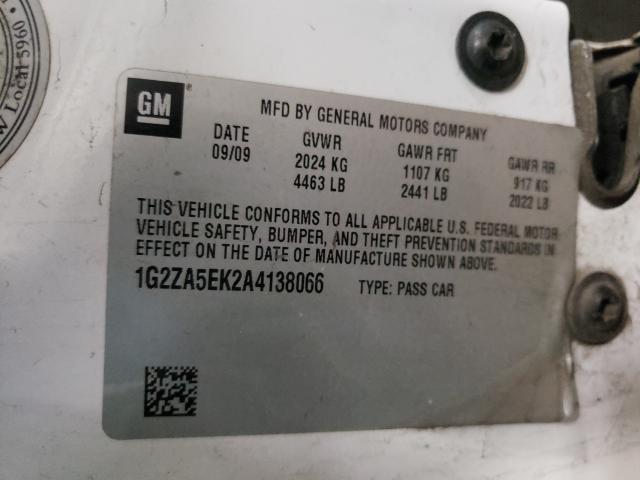 W Local 5960
GM
MFD BY GENERAL MOTORS COMPANY
DATE GVWR GAWR FRT GAWR RR
09/09 2024 KG 1107 KG 917 KG
4463 LB 2441 LB 2022 LB
THIS VEHICLE CONFORMS TO ALL APPLICABLE U.S. FEDERAL MOTOR
VEHICLE SAFETY, BUMPER, AND THEFT PREVENTION STANDARDS IN
EFFECT ON THE DATE OF MANUFACTURE SHOWN ABOVE.
1G2ZA5EK2A4138066 TYPE: PASS CAR